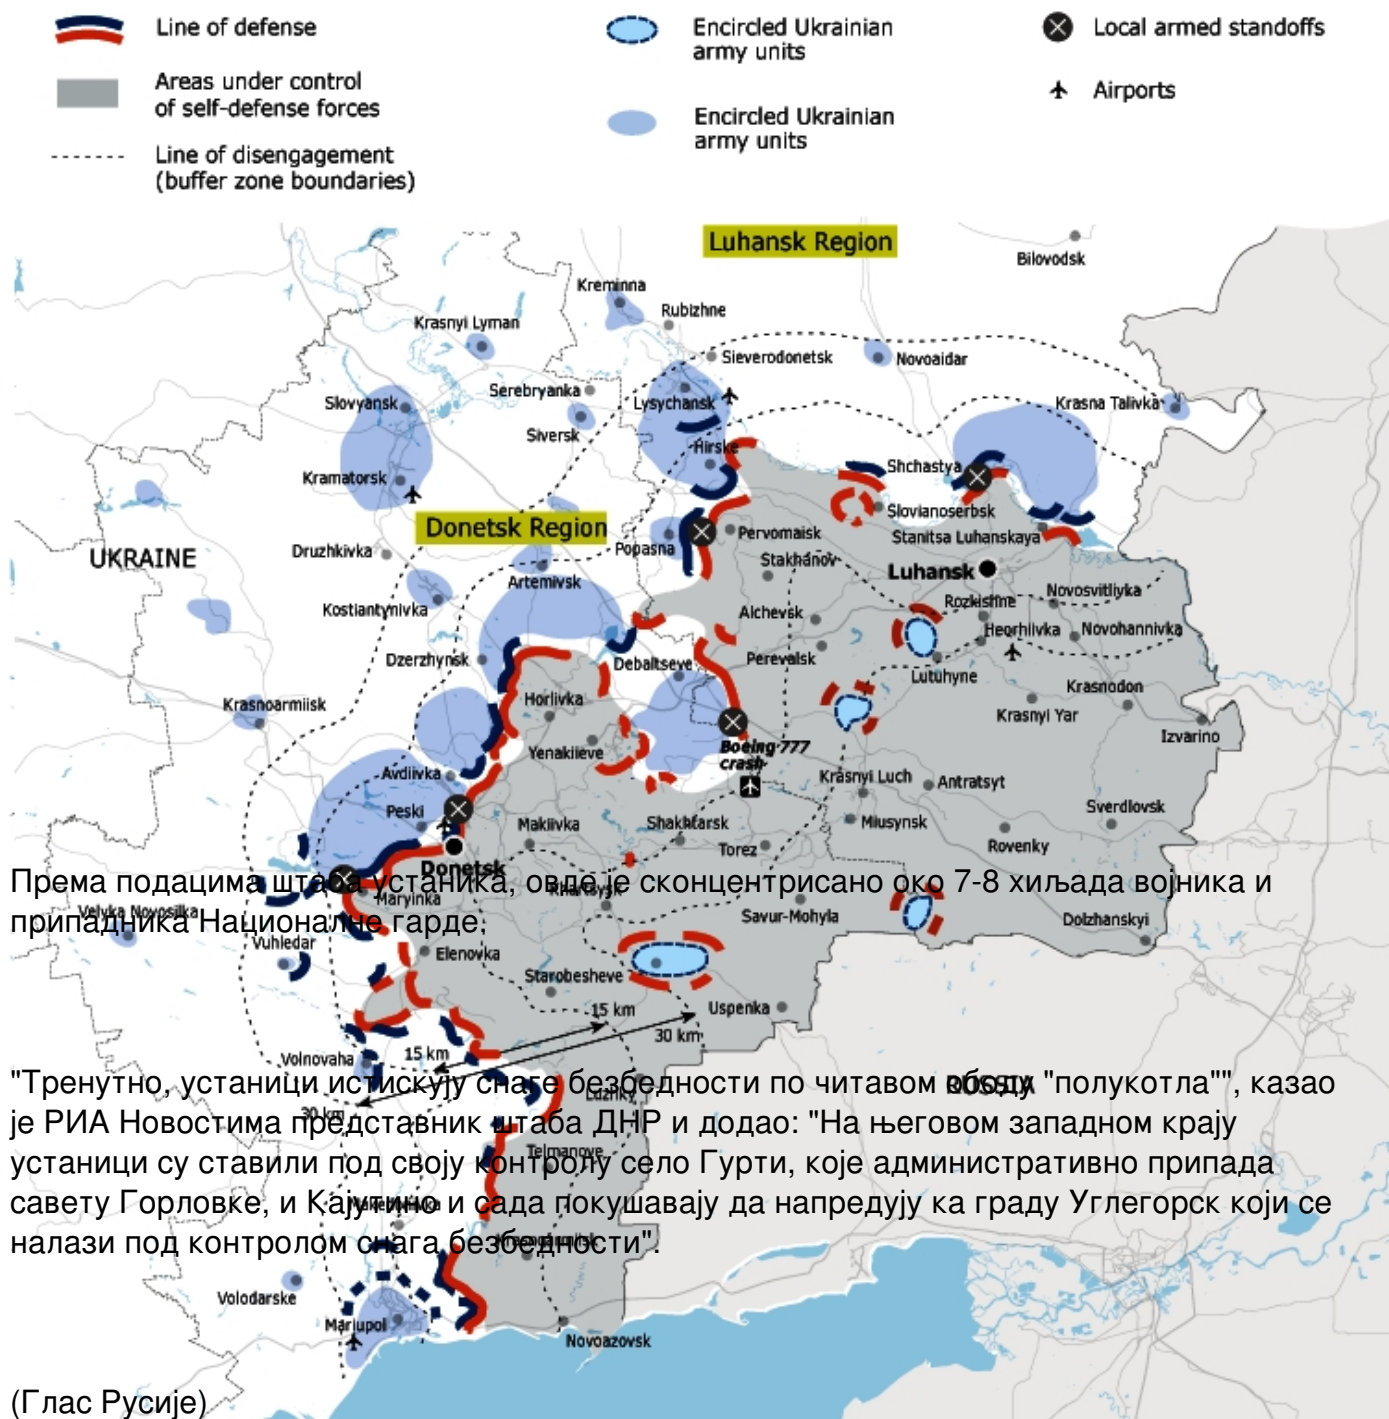 Line of defense
Areas under control
of self-defense forces
Line of disengagement
(buffer zone boundaries)
Encircled Ukrainian
army units
Encircled Ukrainian
army units
Local armed standoffs
Airports
Luhansk Region
Bilovodsk
Kreminna
Rubizhne
Krasnyi Lyman
Sieverodonetsk
Novoaidar
Serebryanka
Slovyansk
Lysychansk
Krasna Talivka
Siversk
Hirske
Shchastya
Kramatorsk
Slovianoserbsk
Donetsk Region
Pervomaisk
Stanitsa Luhanskaya
UKRAINE
Druzhkivka
Popasna
Stakhanov
Luhansk
Artemivsk
Novosvitlivka
Kostiantynivka
Rozkishne
Alchevsk
Heorhiivka
Novohannivka
Dzerzhynsk
Debaltseve
Perevalsk
Lutuhyne
Krasnodon
Horlivka
Krasnoarmiisk
Krasnyi Yar
Izvarino
Yenakiieve
Boeing-777
crash
Avdiivka
Krasnyi Luch
Antratsyt
Peski
Sverdlovsk
Makiivka
Shakhtarsk
Miusynsk
Torez
Rovenky
Donetsk
Према подацима штаба устаника, овде је сконцентрисано око 7-8 хиљада војника и
Khartsysk
Maryinka
Velyka Novosilka
припадника Националне гарде.
Savur-Mohyla
Dolzhanskyi
Vuhledar
Elenovka
Starobesheve
15 km
Uspenka
30 km
15 km
Volnovaha
"Тренутно, устаници истискују снаге безбедности по читавом ободу "полукотла"", казао
RUSSIA
30 km
је РИА Новостима представник штаба ДНР и додао: "На његовом западном крају
Telmanove
устаници су ставили под своју контролу село Гурти, које административно припада
савету Горловке, и Кајутино и сада покушавају да напредују ка граду Углегорск који се
налази под контролом снага безбедности".
Volodarske
Mariupol
Novoazovsk
(Глас Русије)